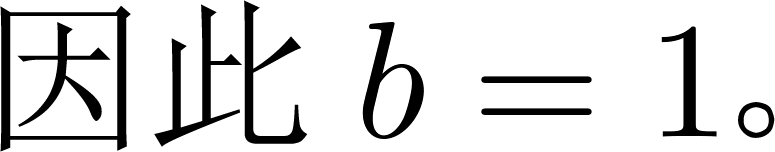 因此 b = 1。